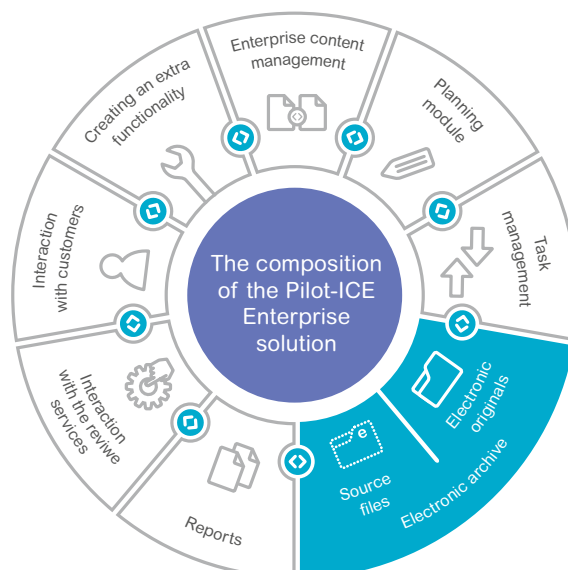 Enterprise content
management
Planning
module
Task
management
Electronic
originals
Source
files
e
Electronic archive
Reports
Interaction
with the reviwe
services
Interaction
with customers
Creating an extra
functionality
The composition
of the Pilot-ICE
Enterprise
solution